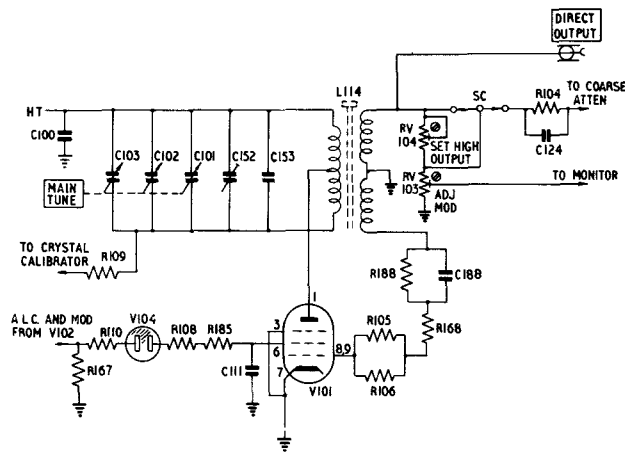 DIRECT
OUTPUT
L114
HT
SC
R104
TO COARSE
ATTEN
C100
C103
C102
C101
C152
C153
RV
104
SET HIGH
OUTPUT
C124
MAIN
TUNE
RV
103
ADJ
MOD
TO MONITOR
TO CRYSTAL
CALIBRATOR
R109
R188
C188
A.L.C. AND MOD
FROM V102
R110
V104
R108
R185
1
3
6
7
8,9
R105
R168
R167
C111
V101
R106